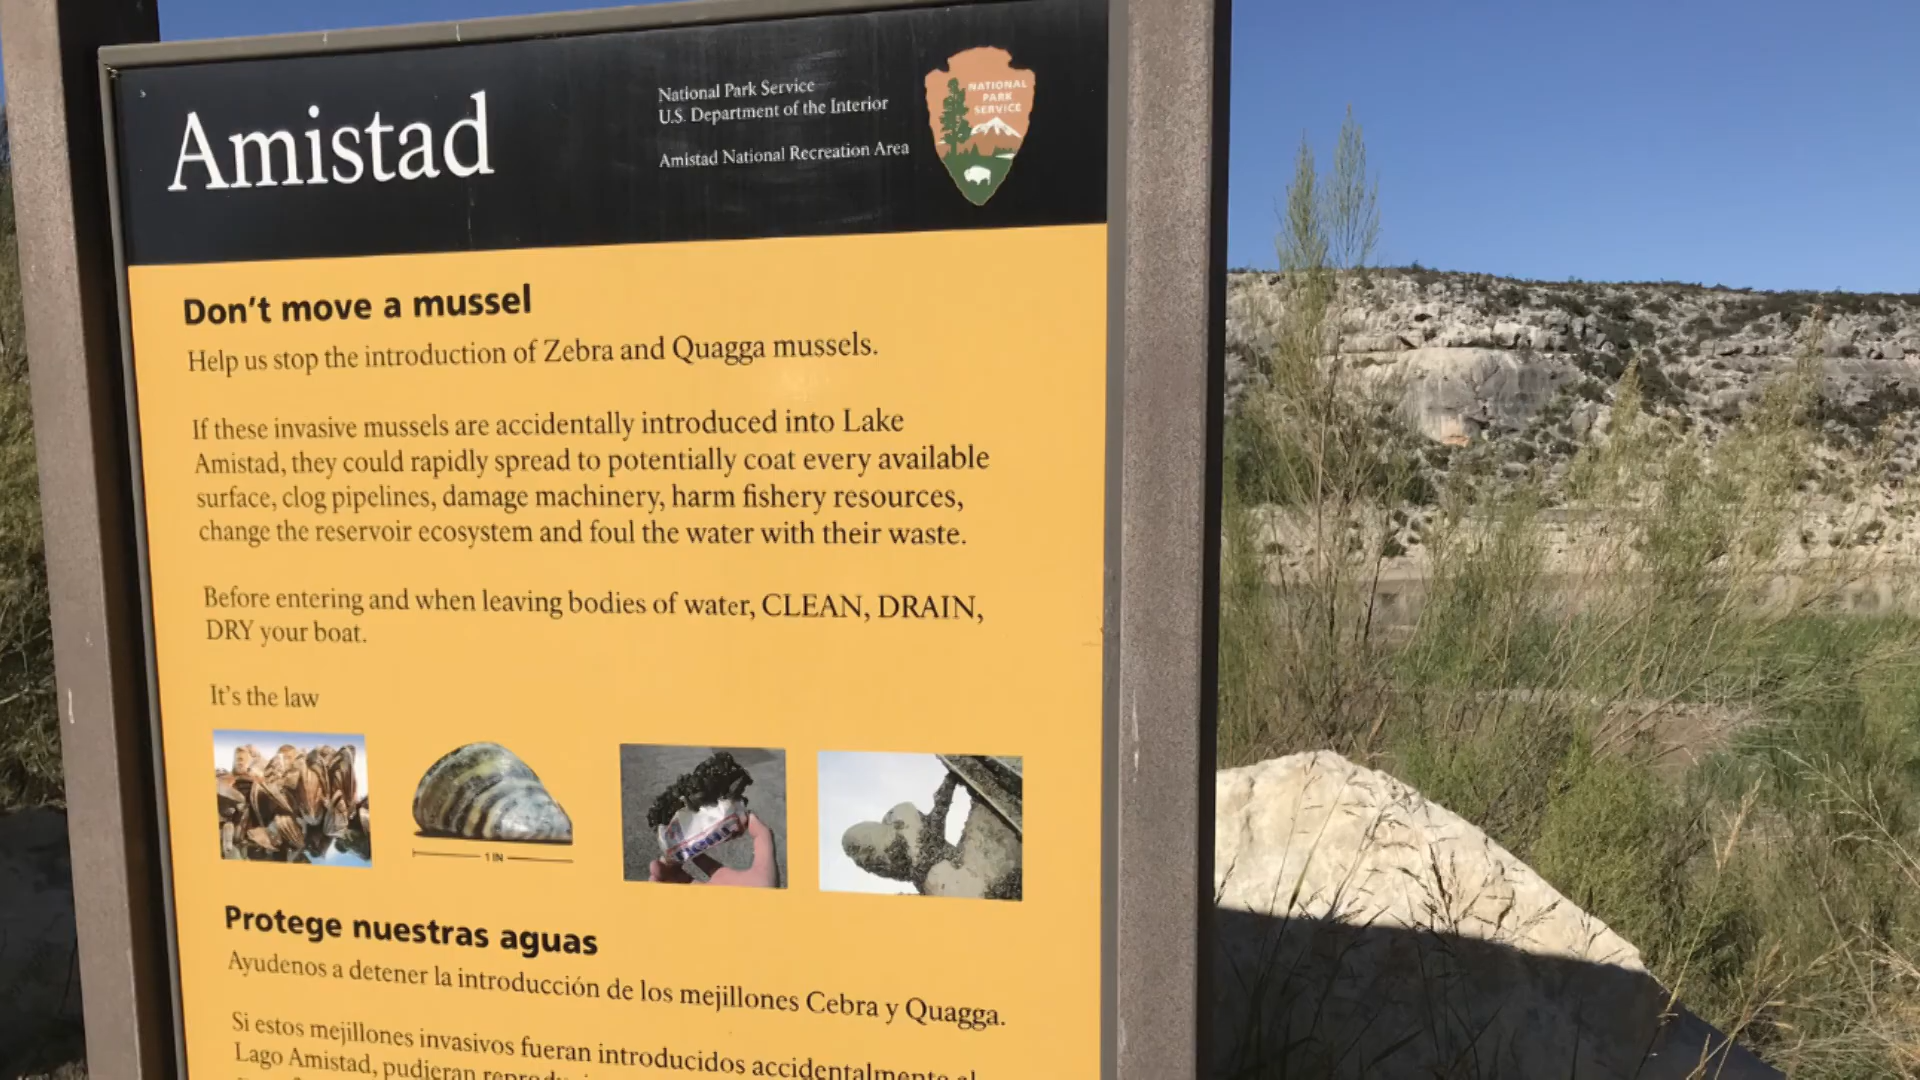 Amistad
National Park Service
U.S. Department of the Interior
Amistad National Recreation Area
NATIONAL
PARK
SERVICE
Don't move a mussel
Help us stop the introduction of Zebra and Quagga mussels.
If these invasive mussels are accidentally introduced into Lake
Amistad, they could rapidly spread to potentially coat every available
surface, clog pipelines, damage machinery, harm fishery resources,
change the reservoir ecosystem and foul the water with their waste.
Before entering and when leaving bodies of water, CLEAN, DRAIN,
DRY your boat.
It's the law
1 IN
Protege nuestras aguas
Ayudenos a detener la introducción de los mejillones Cebra y Quagga.
Si estos mejillones invasivos fueran introducidos accidentalmente al
Lago Amistad, pudieran